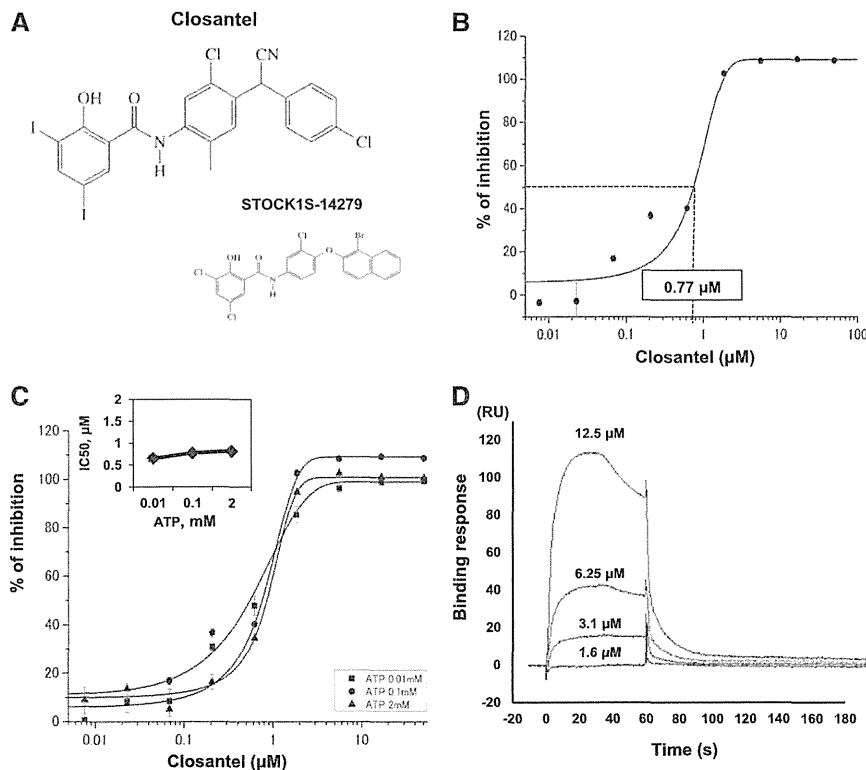 A
Closantel
Cl
CN
OH
O
I
N
H
Cl
I
STOCK1S-14279
Cl
Br
OH
O
O
Cl
N
H
Cl
B
% of inhibition
120
100
80
60
40
20
0
0.77 µM
0.01
0.1
1
10
100
Closantel (µM)
C
% of inhibition
120
100
80
60
40
20
0
IC50, µM
2
1.5
1
0.5
0
0.01 0.1 2
ATP, mM
ATP 0.01mM
ATP 0.1mM
ATP 2mM
0.01
0.1
1
10
Closantel (µM)
D
(RU)
Binding response
120
100
80
60
40
20
0
-20
12.5 µM
6.25 µM
3.1 µM
1.6 µM
-20 0 20 40 60 80 100 120 140 160 180
Time (s)